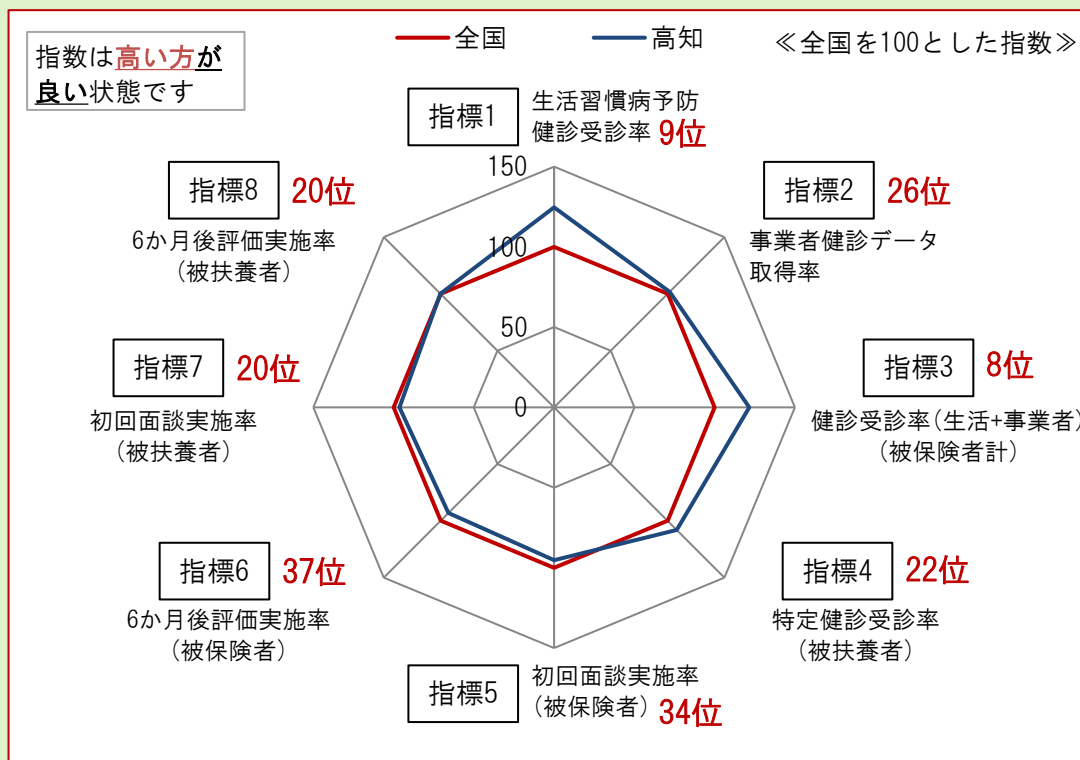 指数は高い方が
良い状態です
全国
高知
≪全国を100とした指数≫
指標1
生活習慣病予防
健診受診率 9位
指標2
26位
事業者健診データ
取得率
指標3
8位
健診受診率(生活+事業者)
(被保険者計)
指標4
22位
特定健診受診率
(被扶養者)
指標5
初回面談実施率
(被保険者) 34位
指標6
37位
6か月後評価実施率
(被保険者)
指標7
20位
初回面談実施率
(被扶養者)
指標8
20位
6か月後評価実施率
(被扶養者)
150
100
50
0